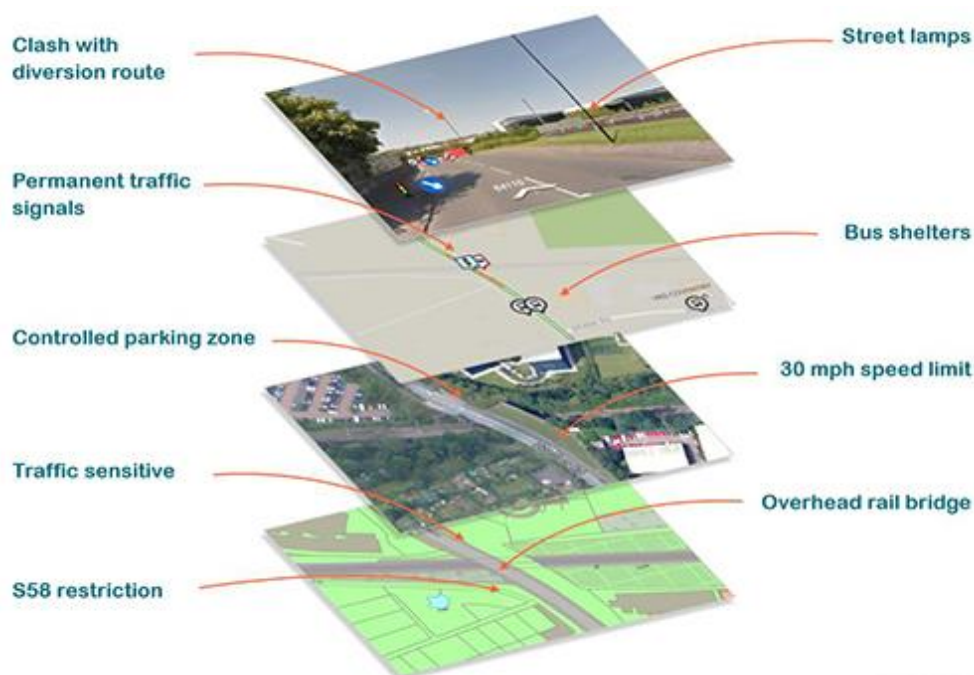 Clash with
diversion route
Street lamps
Permanent traffic
signals
Bus shelters
Controlled parking zone
30 mph speed limit
Traffic sensitive
Overhead rail bridge
S58 restriction